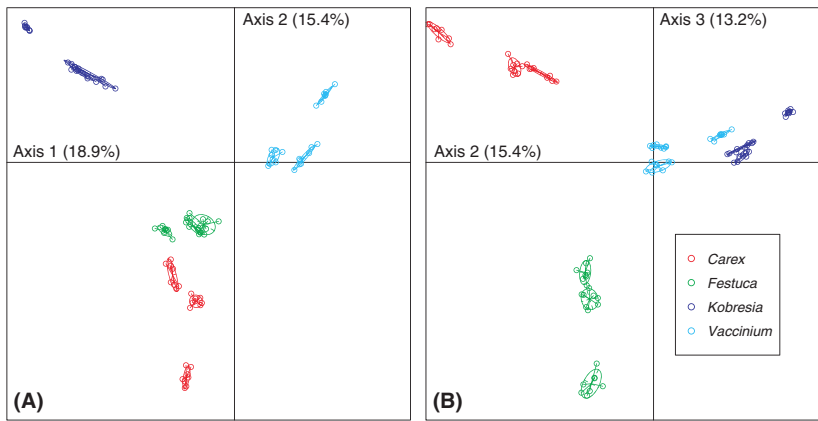 Axis 2 (15.4%)
Axis 1 (18.9%)
(A)
Axis 3 (13.2%)
Axis 2 (15.4%)
Carex
Festuca
Kobresia
Vaccinium
(B)